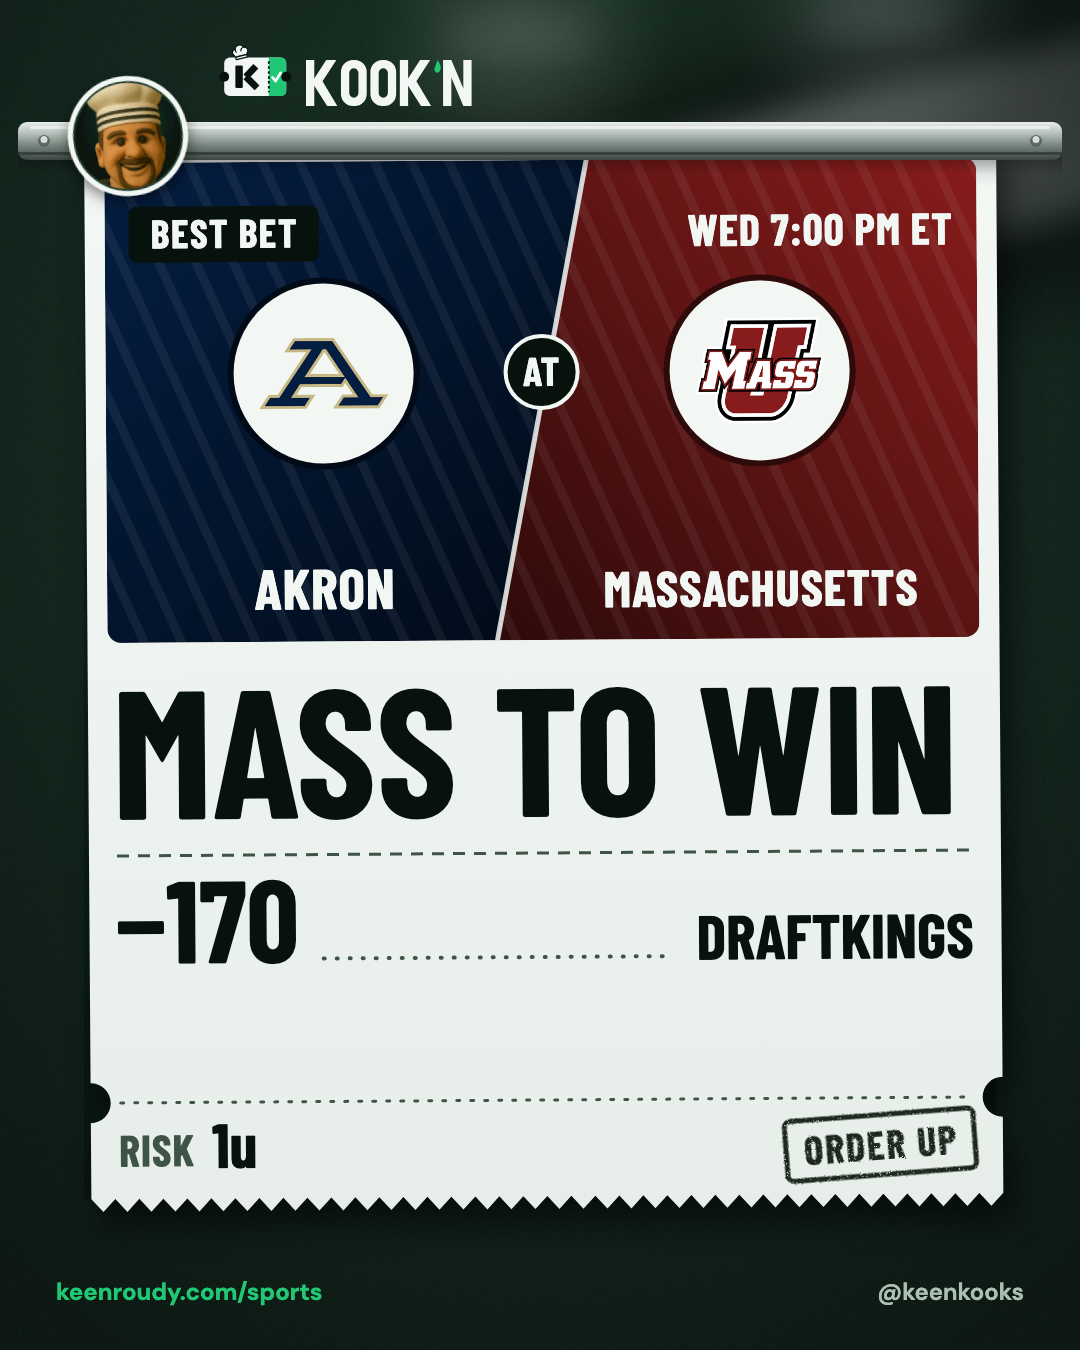 K KOOK'N
BEST BET
WED 7:00 PM ET
A
AT
U
MASS
AKRON
MASSACHUSETTS
MASS TO WIN
–170
DRAFTKINGS
RISK 1u
ORDER UP
keenroudy.com/sports
@keenkooks